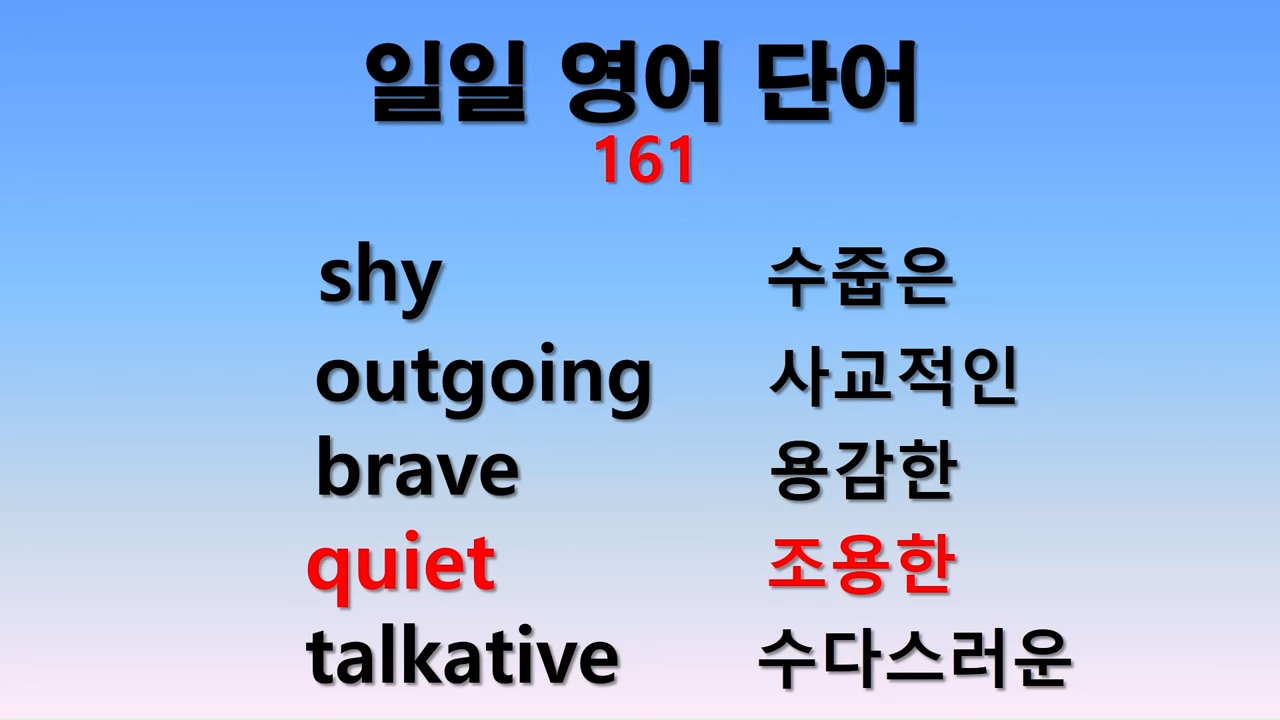 일일 영어 단어
161
shy 수줍은
outgoing 사교적인
brave 용감한
quiet 조용한
talkative 수다스러운